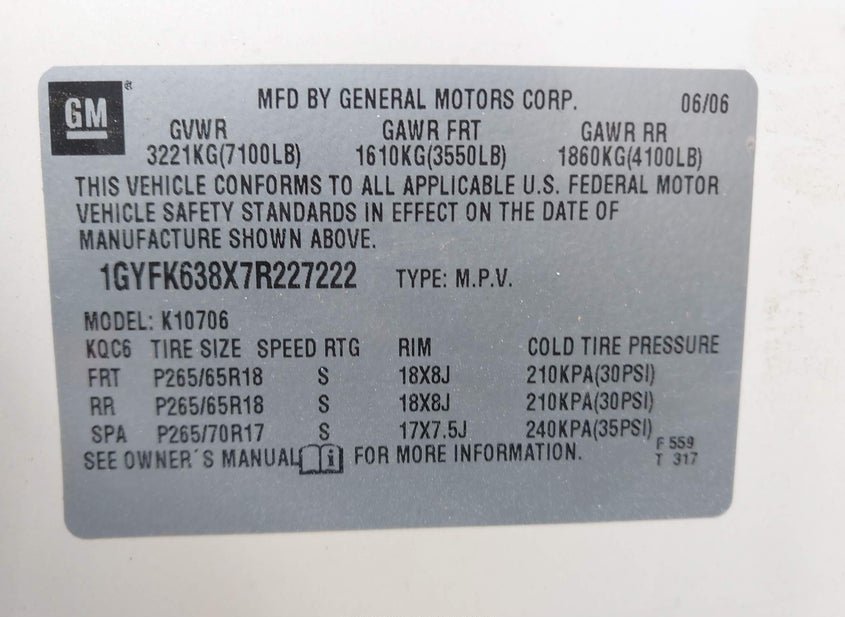 GM ®
MFD BY GENERAL MOTORS CORP. 06/06
GVWR GAWR FRT GAWR RR
3221KG(7100LB) 1610KG(3550LB) 1860KG(4100LB)
THIS VEHICLE CONFORMS TO ALL APPLICABLE U.S. FEDERAL MOTOR
VEHICLE SAFETY STANDARDS IN EFFECT ON THE DATE OF
MANUFACTURE SHOWN ABOVE.
1GYFK638X7R227222 TYPE: M.P.V.
MODEL: K10706
KQC6 TIRE SIZE SPEED RTG RIM COLD TIRE PRESSURE
FRT P265/65R18 S 18X8J 210KPA(30PSI)
RR P265/65R18 S 18X8J 210KPA(30PSI)
SPA P265/70R17 S 17X7.5J 240KPA(35PSI)
F 559
SEE OWNER´S MANUAL i FOR MORE INFORMATION. T 317